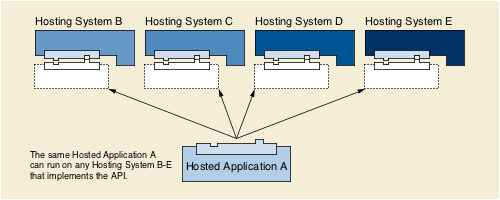 Hosting System B
Hosting System C
Hosting System D
Hosting System E
The same Hosted Application A
can run on any Hosting System B-E
that implements the API.
Hosted Application A